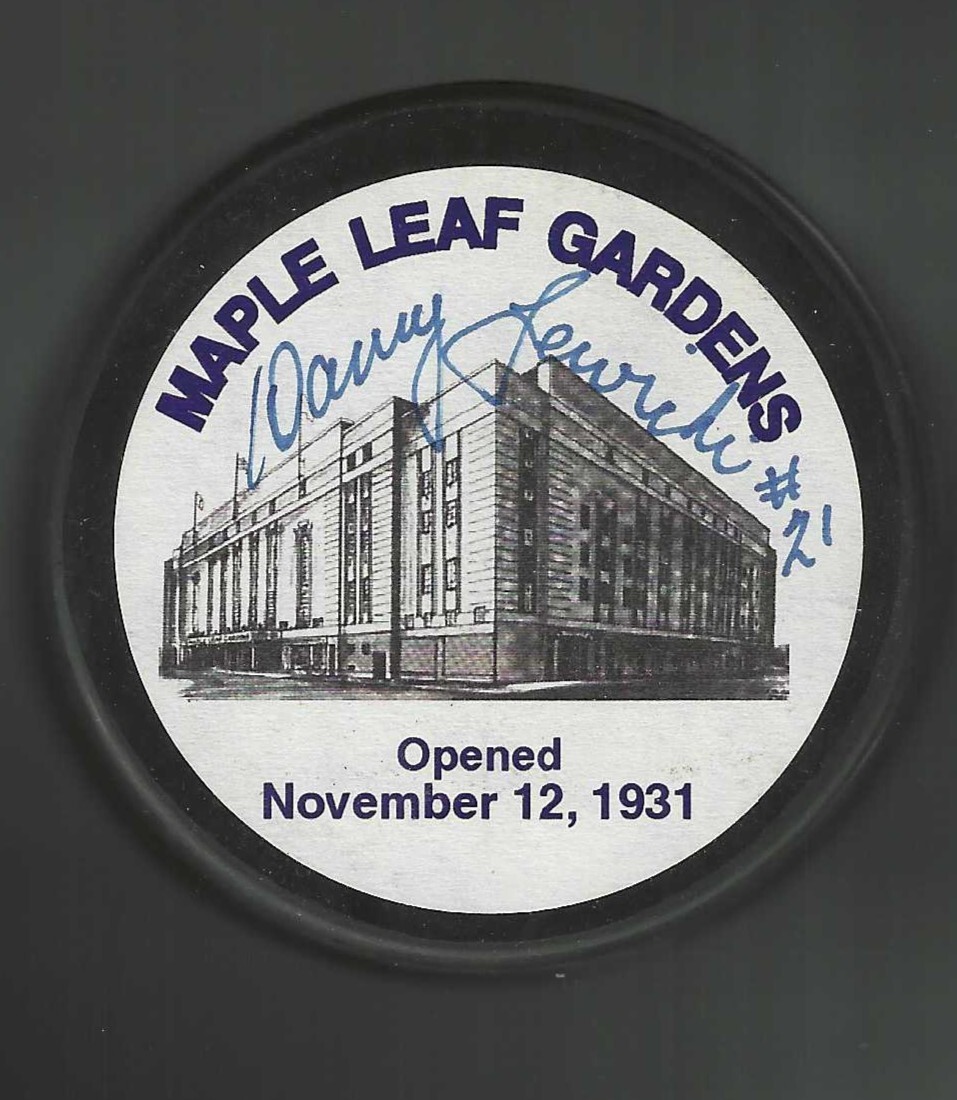 MAPLE LEAF GARDENS
Danny Lewicki #21
Opened
November 12, 1931